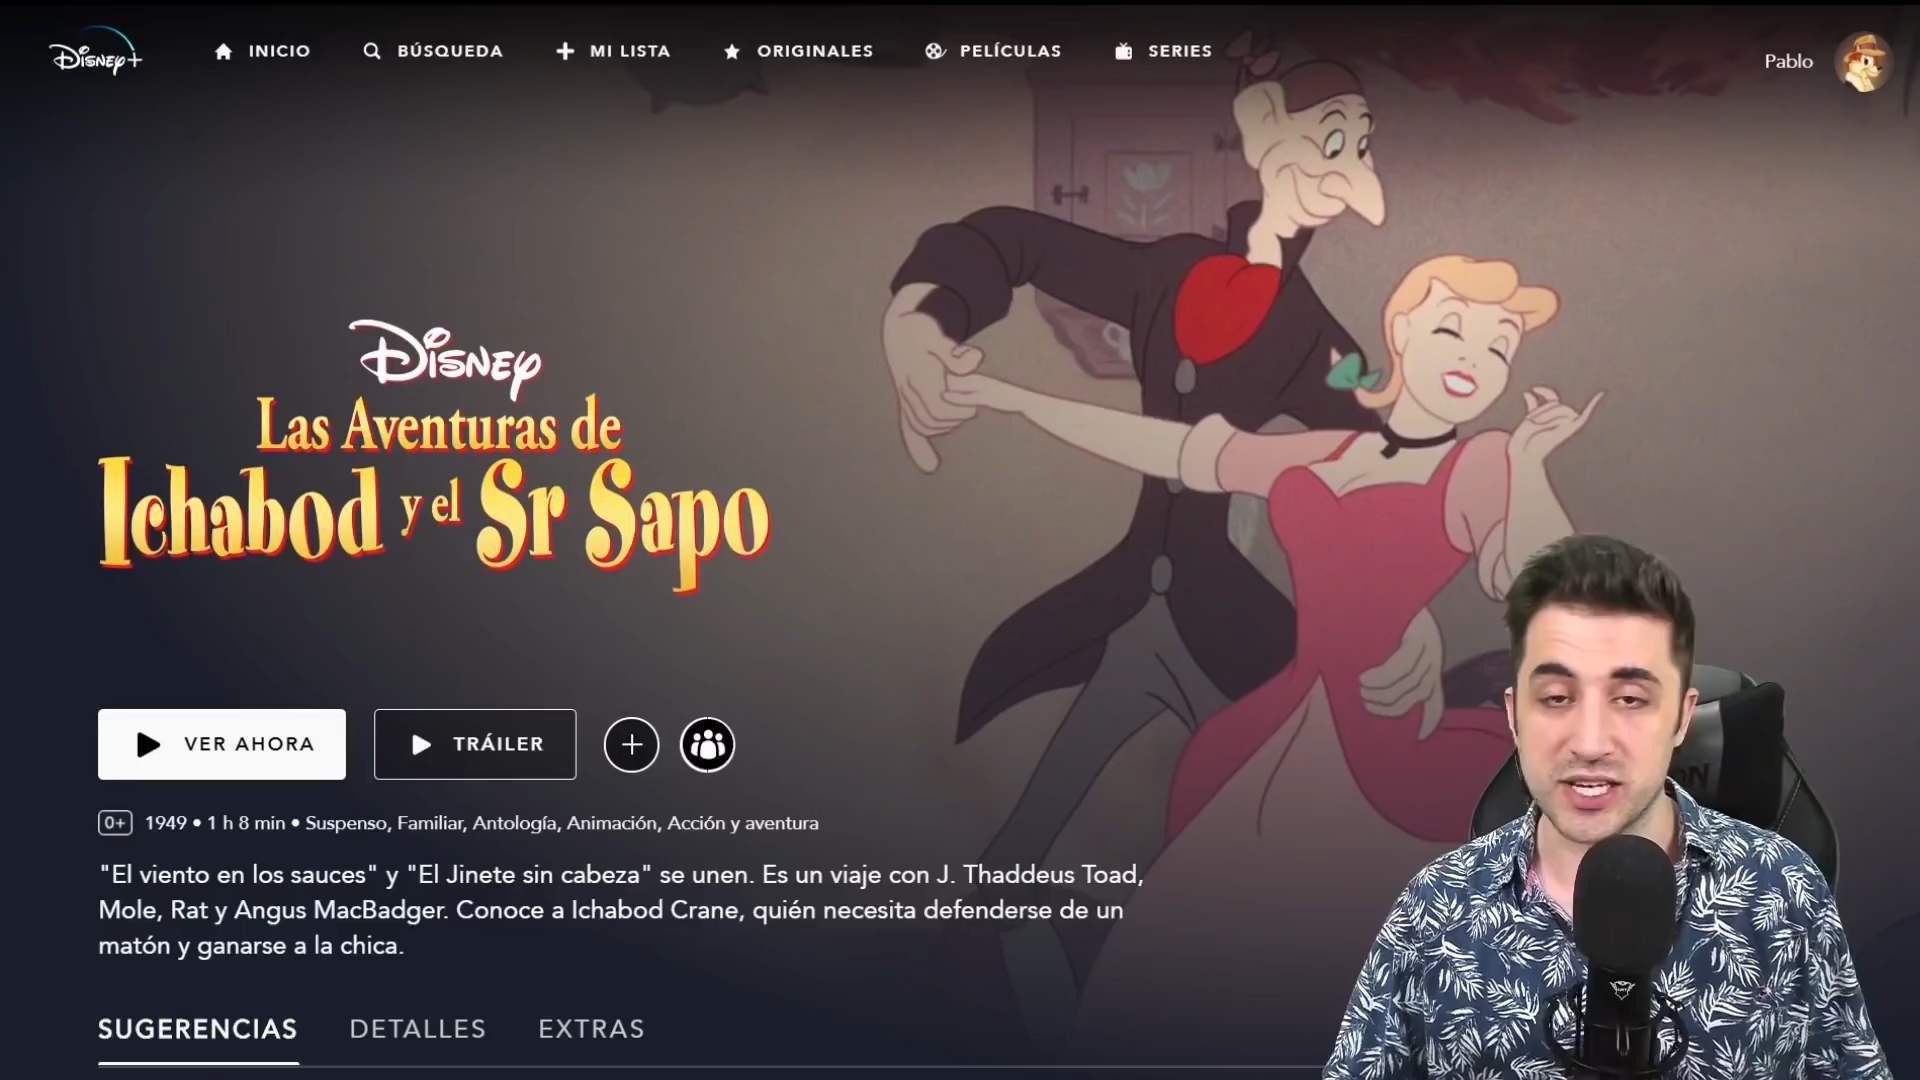 Disney+
INICIO
BÚSQUEDA
MI LISTA
ORIGINALES
PELÍCULAS
SERIES
Pablo
Disney
Las Aventuras de
Ichabod y el Sr Sapo
VER AHORA
TRÁILER
0+ 1949 • 1 h 8 min • Suspenso, Familiar, Antología, Animación, Acción y aventura
"El viento en los sauces" y "El Jinete sin cabeza" se unen. Es un viaje con J. Thaddeus Toad,
Mole, Rat y Angus MacBadger. Conoce a Ichabod Crane, quién necesita defenderse de un
matón y ganarse a la chica.
SUGERENCIAS
DETALLES
EXTRAS